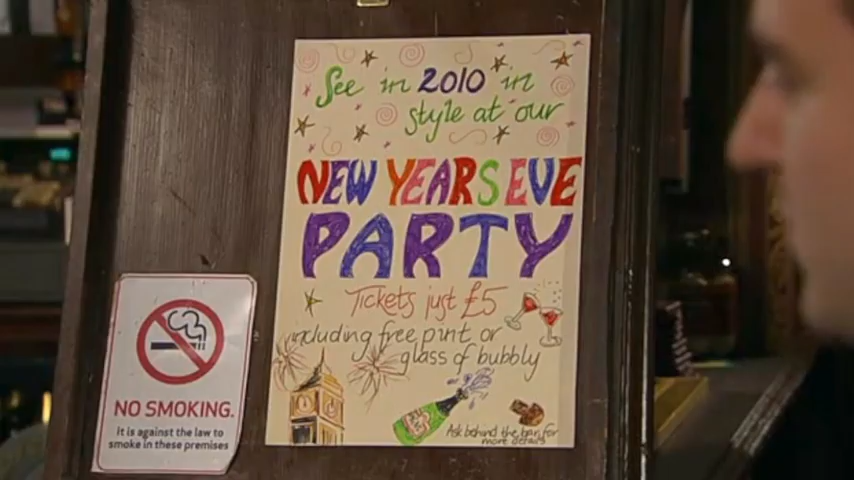 See in 2010 in
style at our
NEW YEARS EVE
PARTY
Tickets just £5
including free pint or
glass of bubbly
Ask behind the bar for
more details
NO SMOKING.
It is against the law to
smoke in these premises